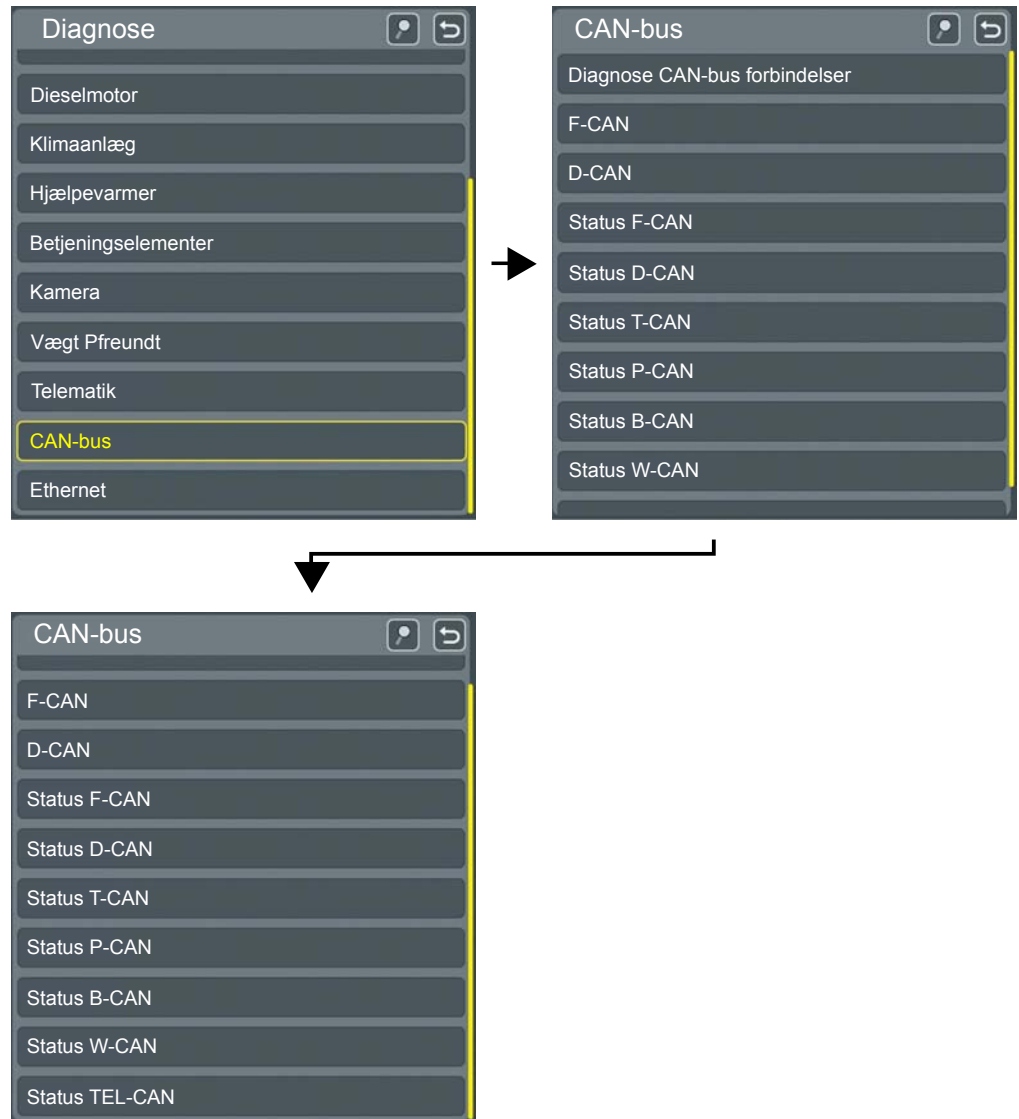 Diagnose
Dieselmotor
Klimaanlæg
Hjælpevarmer
Betjeningselementer
Kamera
Vægt Pfreundt
Telematik
CAN-bus
Ethernet
CAN-bus
Diagnose CAN-bus forbindelser
F-CAN
D-CAN
Status F-CAN
Status D-CAN
Status T-CAN
Status P-CAN
Status B-CAN
Status W-CAN
CAN-bus
F-CAN
D-CAN
Status F-CAN
Status D-CAN
Status T-CAN
Status P-CAN
Status B-CAN
Status W-CAN
Status TEL-CAN